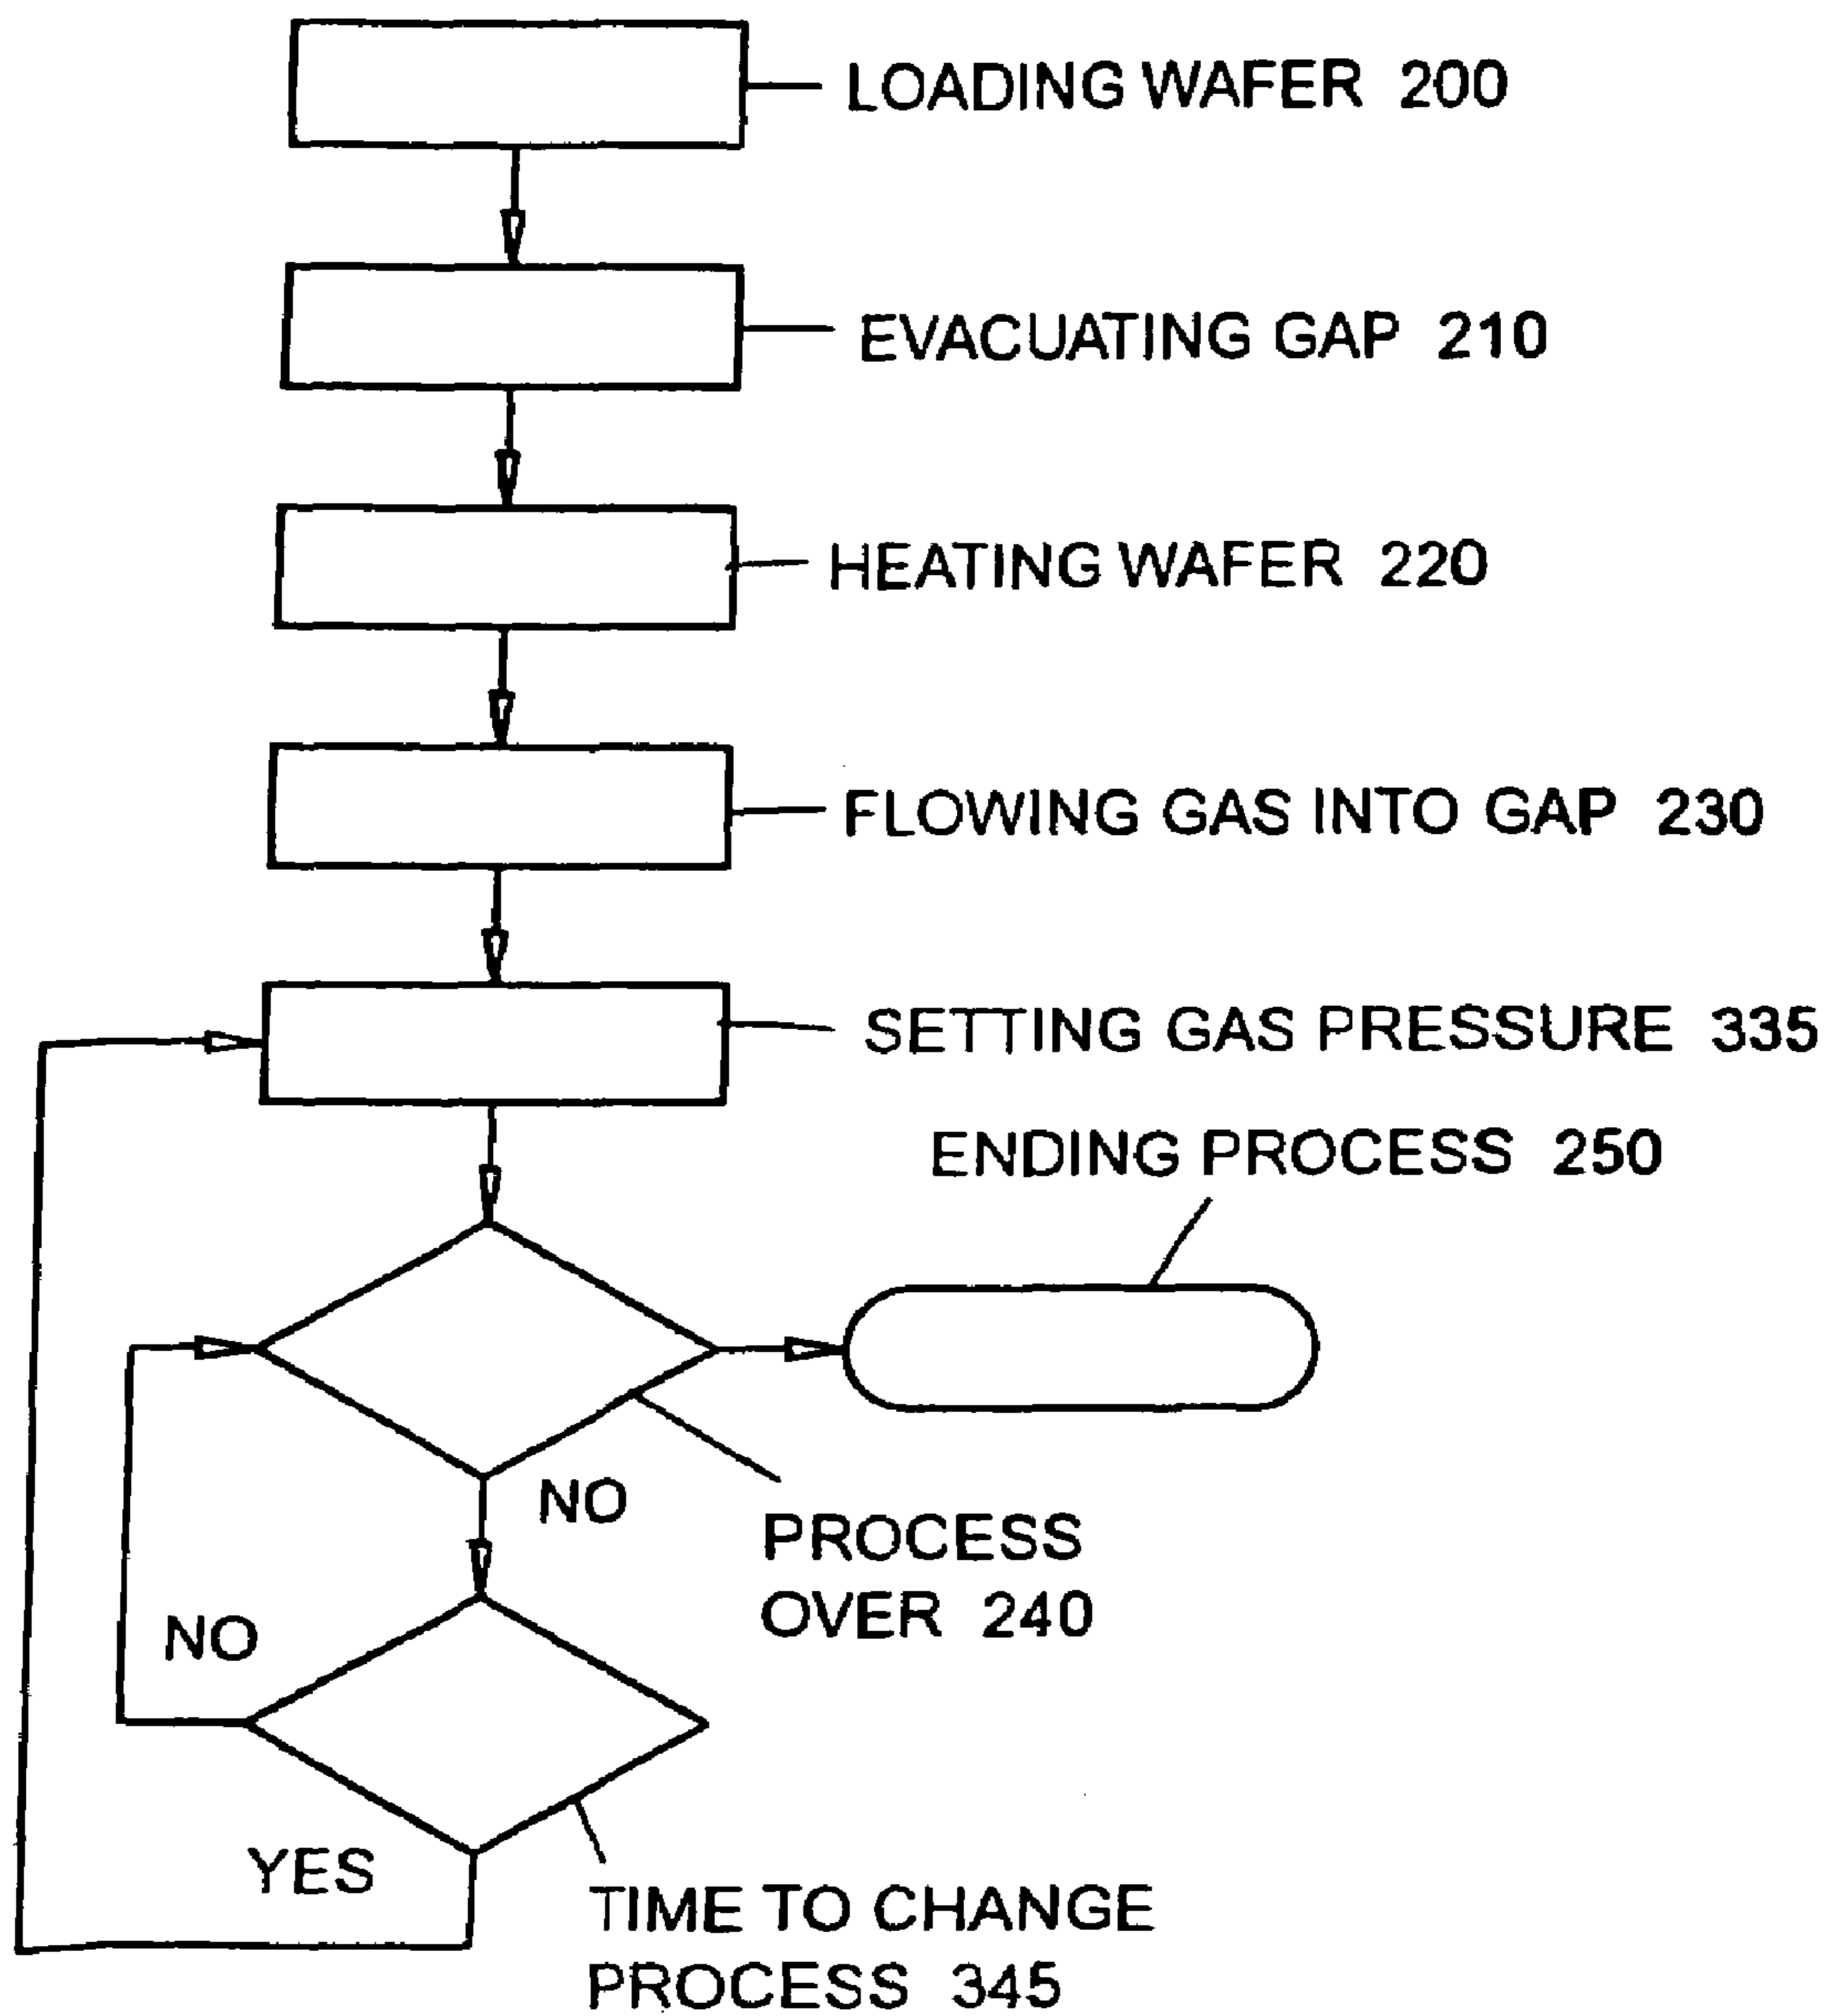 LOADING WAFER 200
EVACUATING GAP 210
HEATING WAFER 220
FLOWING GAS INTO GAP 230
SETTING GAS PRESSURE 335
ENDING PROCESS 250
NO
PROCESS
OVER 240
NO
YES
TIME TO CHANGE
PROCESS 345